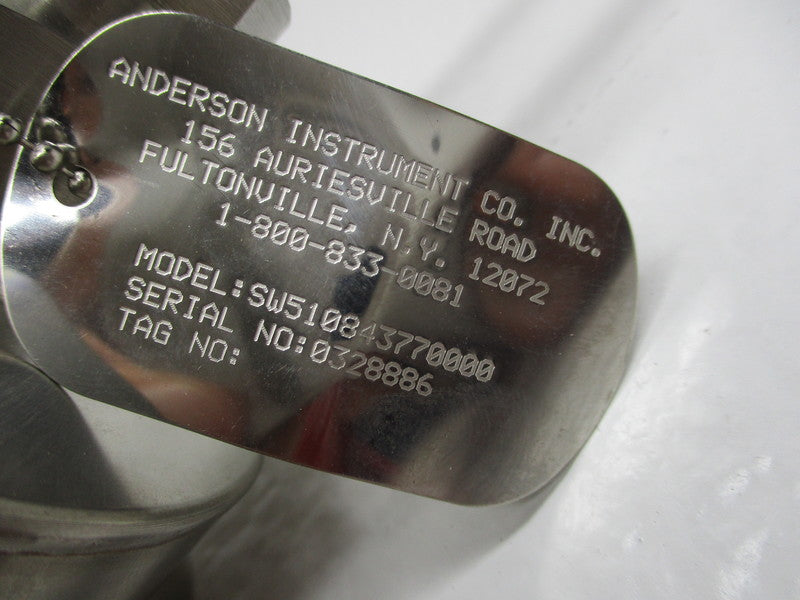 ANDERSON INSTRUMENT CO. INC.
156 AURIESVILLE ROAD
FULTONVILLE, N.Y. 12072
1-800-833-0081
MODEL:SW510843770000
SERIAL NO:0328886
TAG NO: